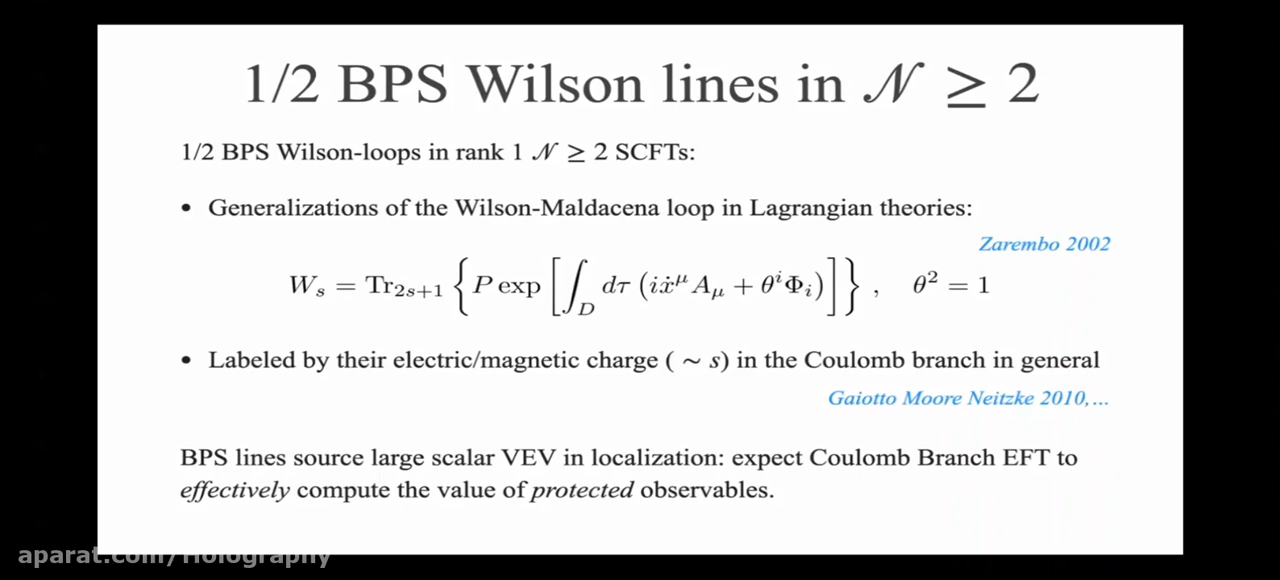 1/2 BPS Wilson lines in 𝒩 ≥ 2
1/2 BPS Wilson-loops in rank 1 𝒩 ≥ 2 SCFTs:
• Generalizations of the Wilson-Maldacena loop in Lagrangian theories:
Zarembo 2002
W_s = Tr_{2s+1} { P exp [ ∫_D dτ (iẋ^μ A_μ + θ^i Φ_i) ] } , θ² = 1
• Labeled by their electric/magnetic charge ( ~ s) in the Coulomb branch in general
Gaiotto Moore Neitzke 2010,...
BPS lines source large scalar VEV in localization: expect Coulomb Branch EFT to
effectively compute the value of protected observables.
aparat.com/Holography